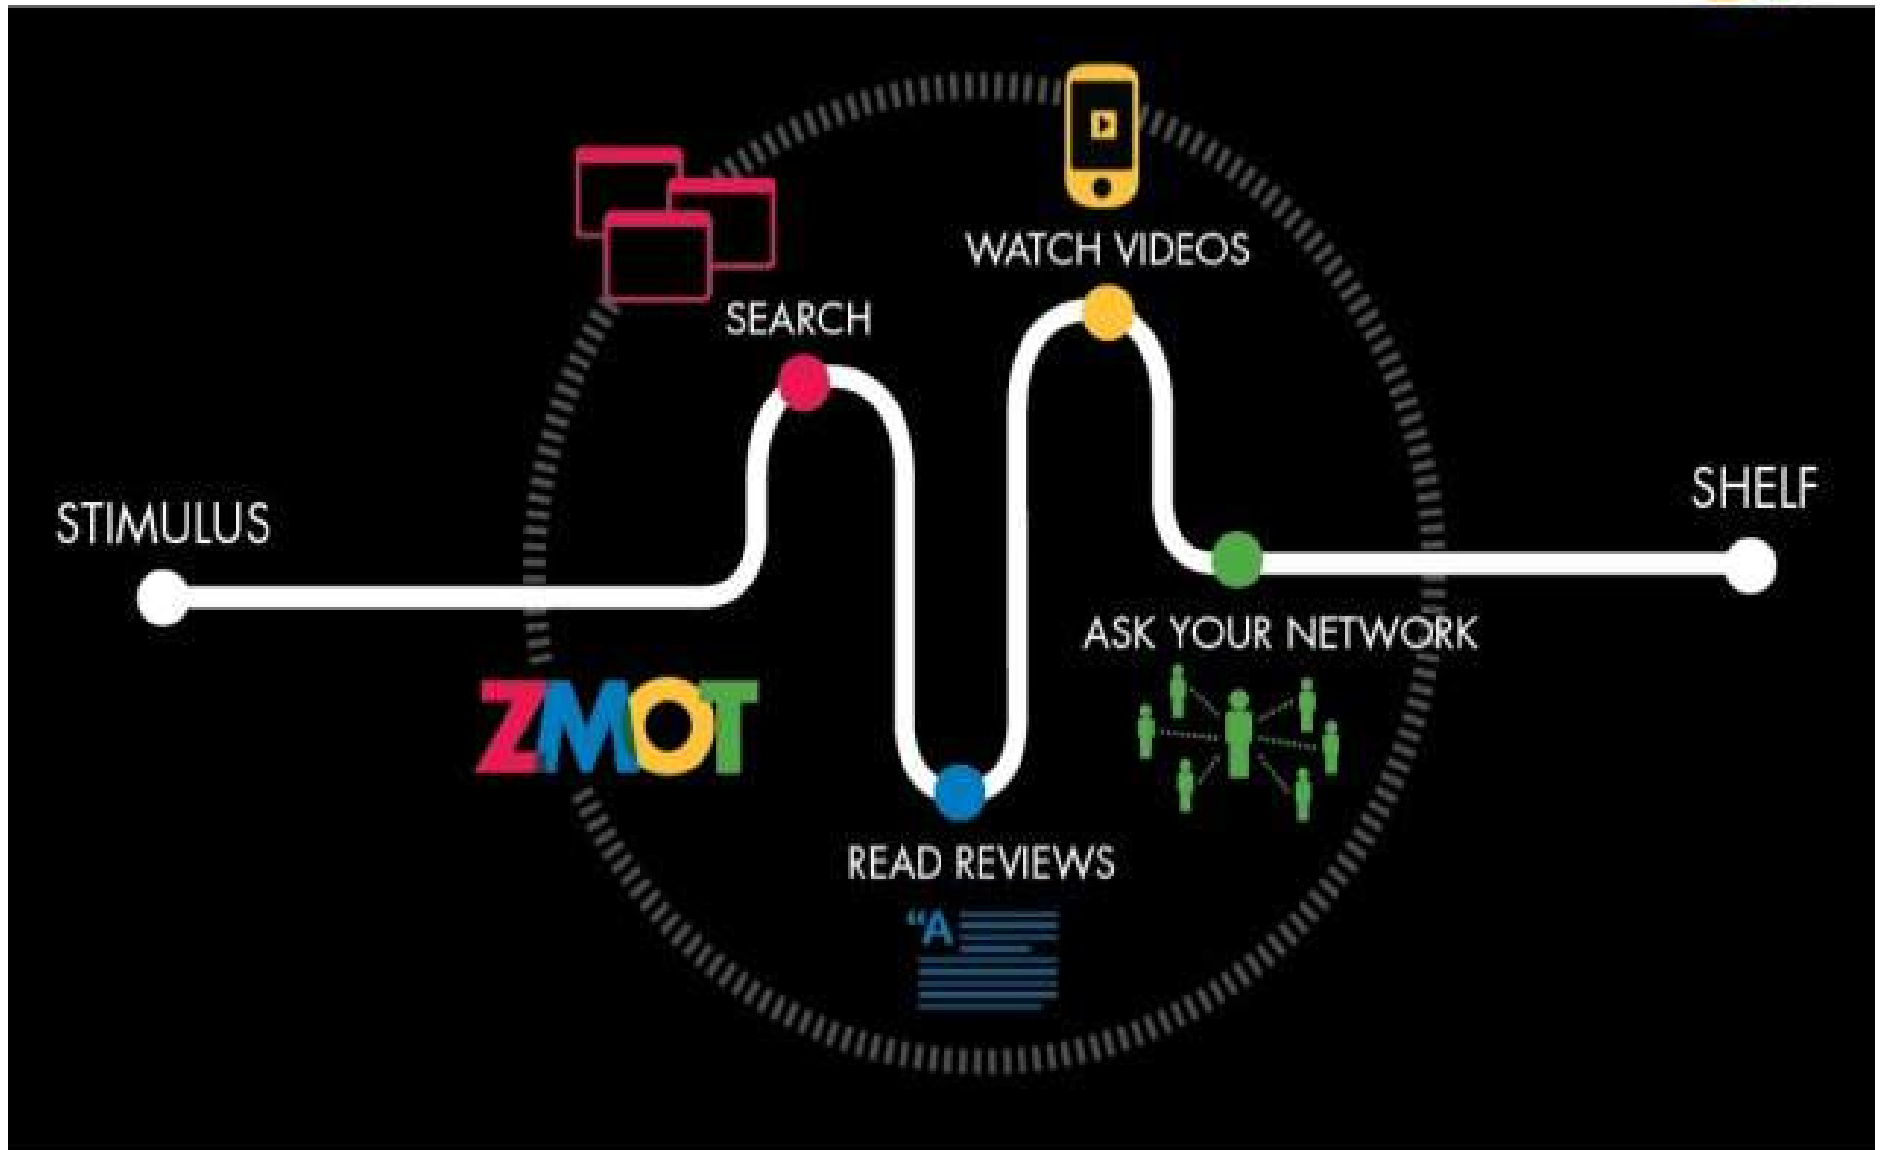 WATCH VIDEOS
SEARCH
STIMULUS
SHELF
ASK YOUR NETWORK
ZMOT
READ REVIEWS
“A